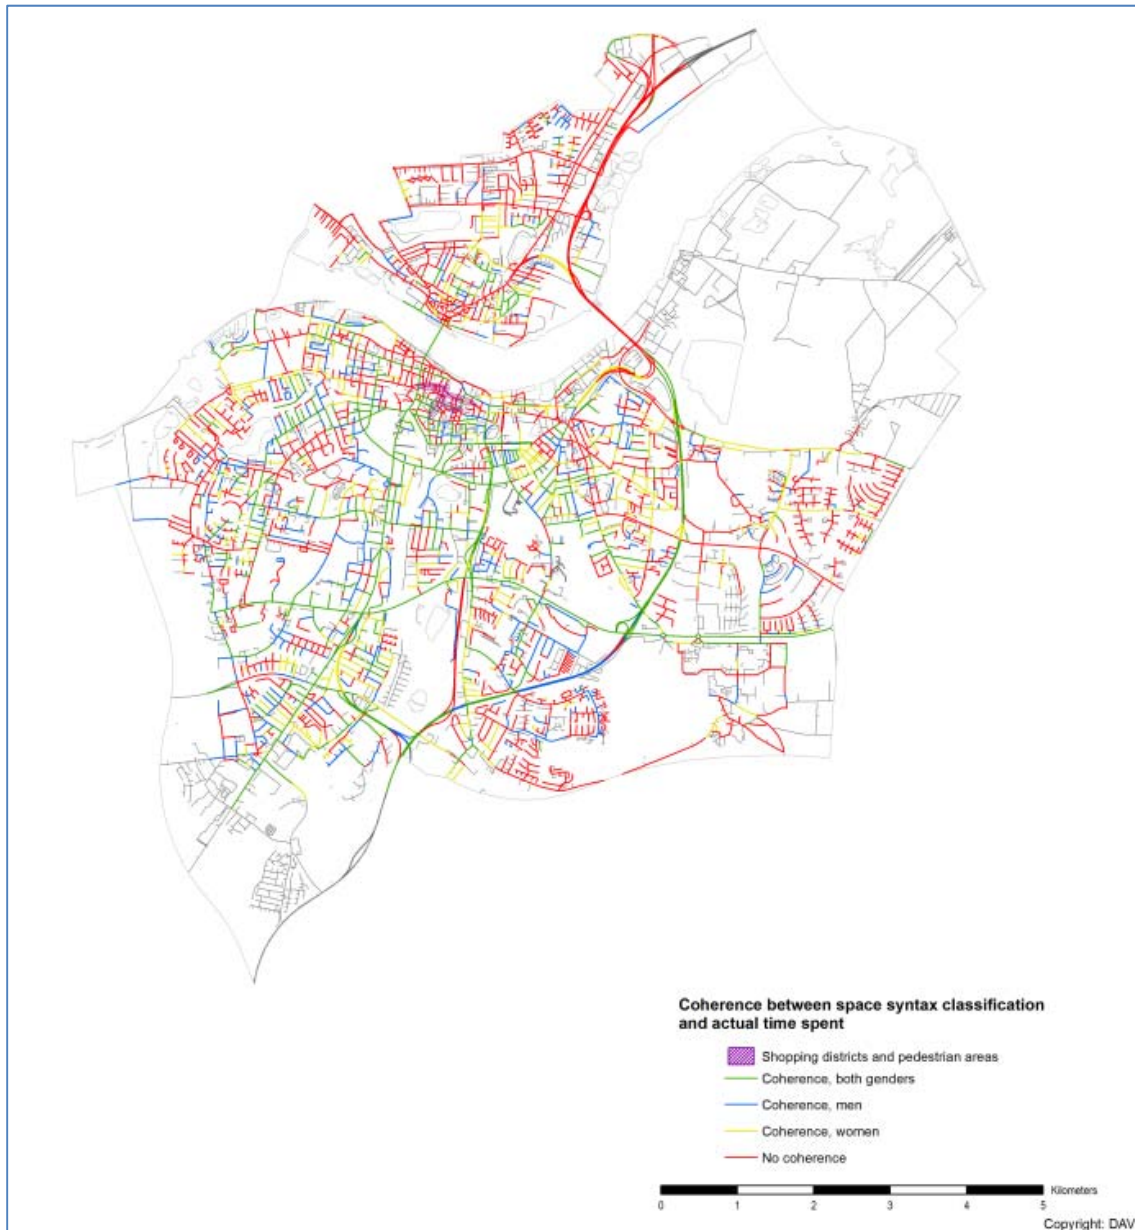 Coherence between space syntax classification
and actual time spent
Shopping districts and pedestrian areas
Coherence, both genders
Coherence, men
Coherence, women
No coherence
Kilometers
0 1 2 3 4 5
Copyright: DAV